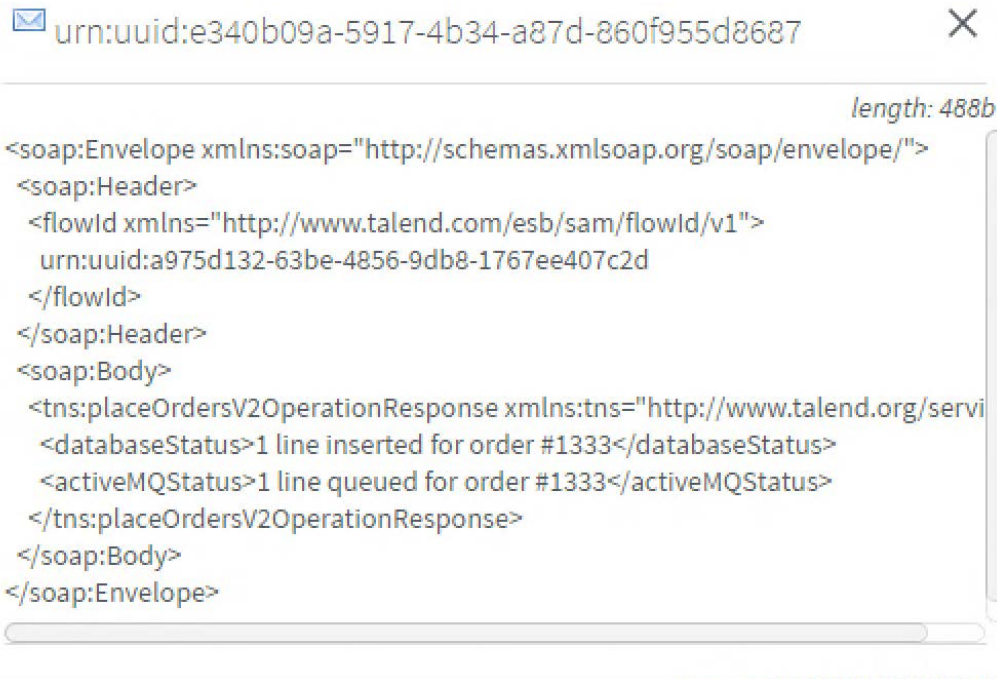 urn:uuid:e340b09a-5917-4b34-a87d-860f955d8687
length: 488b
<soap:Envelope xmlns:soap="http://schemas.xmlsoap.org/soap/envelope/">
<soap:Header>
<flowId xmlns="http://www.talend.com/esb/sam/flowId/v1">
urn:uuid:a975d132-63be-4856-9db8-1767ee407c2d
</flowId>
</soap:Header>
<soap:Body>
<tns:placeOrdersV2OperationResponse xmlns:tns="http://www.talend.org/servi
<databaseStatus>1 line inserted for order #1333</databaseStatus>
<activeMQStatus>1 line queued for order #1333</activeMQStatus>
</tns:placeOrdersV2OperationResponse>
</soap:Body>
</soap:Envelope>